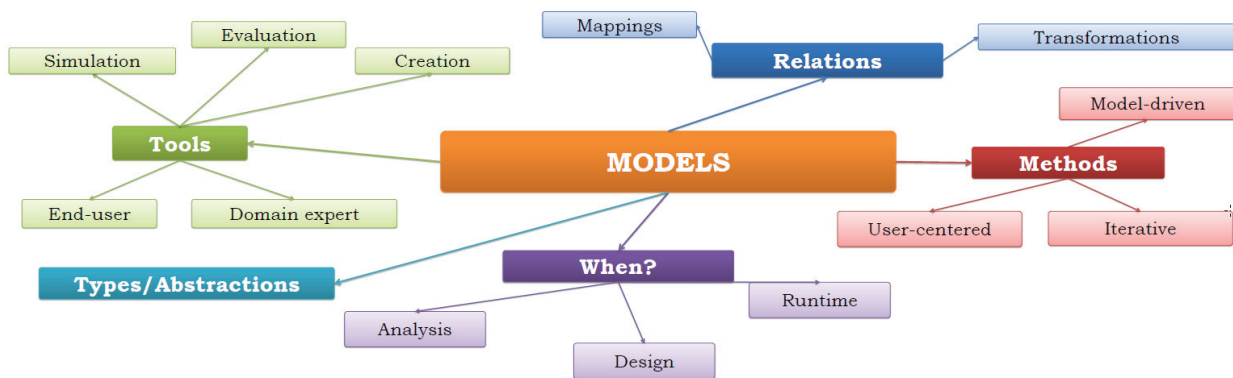 Evaluation
Mappings
Transformations
Simulation
Creation
Relations
Model-driven
Tools
MODELS
Methods
End-user
Domain expert
User-centered
Iterative
When?
Types/Abstractions
Runtime
Analysis
Design